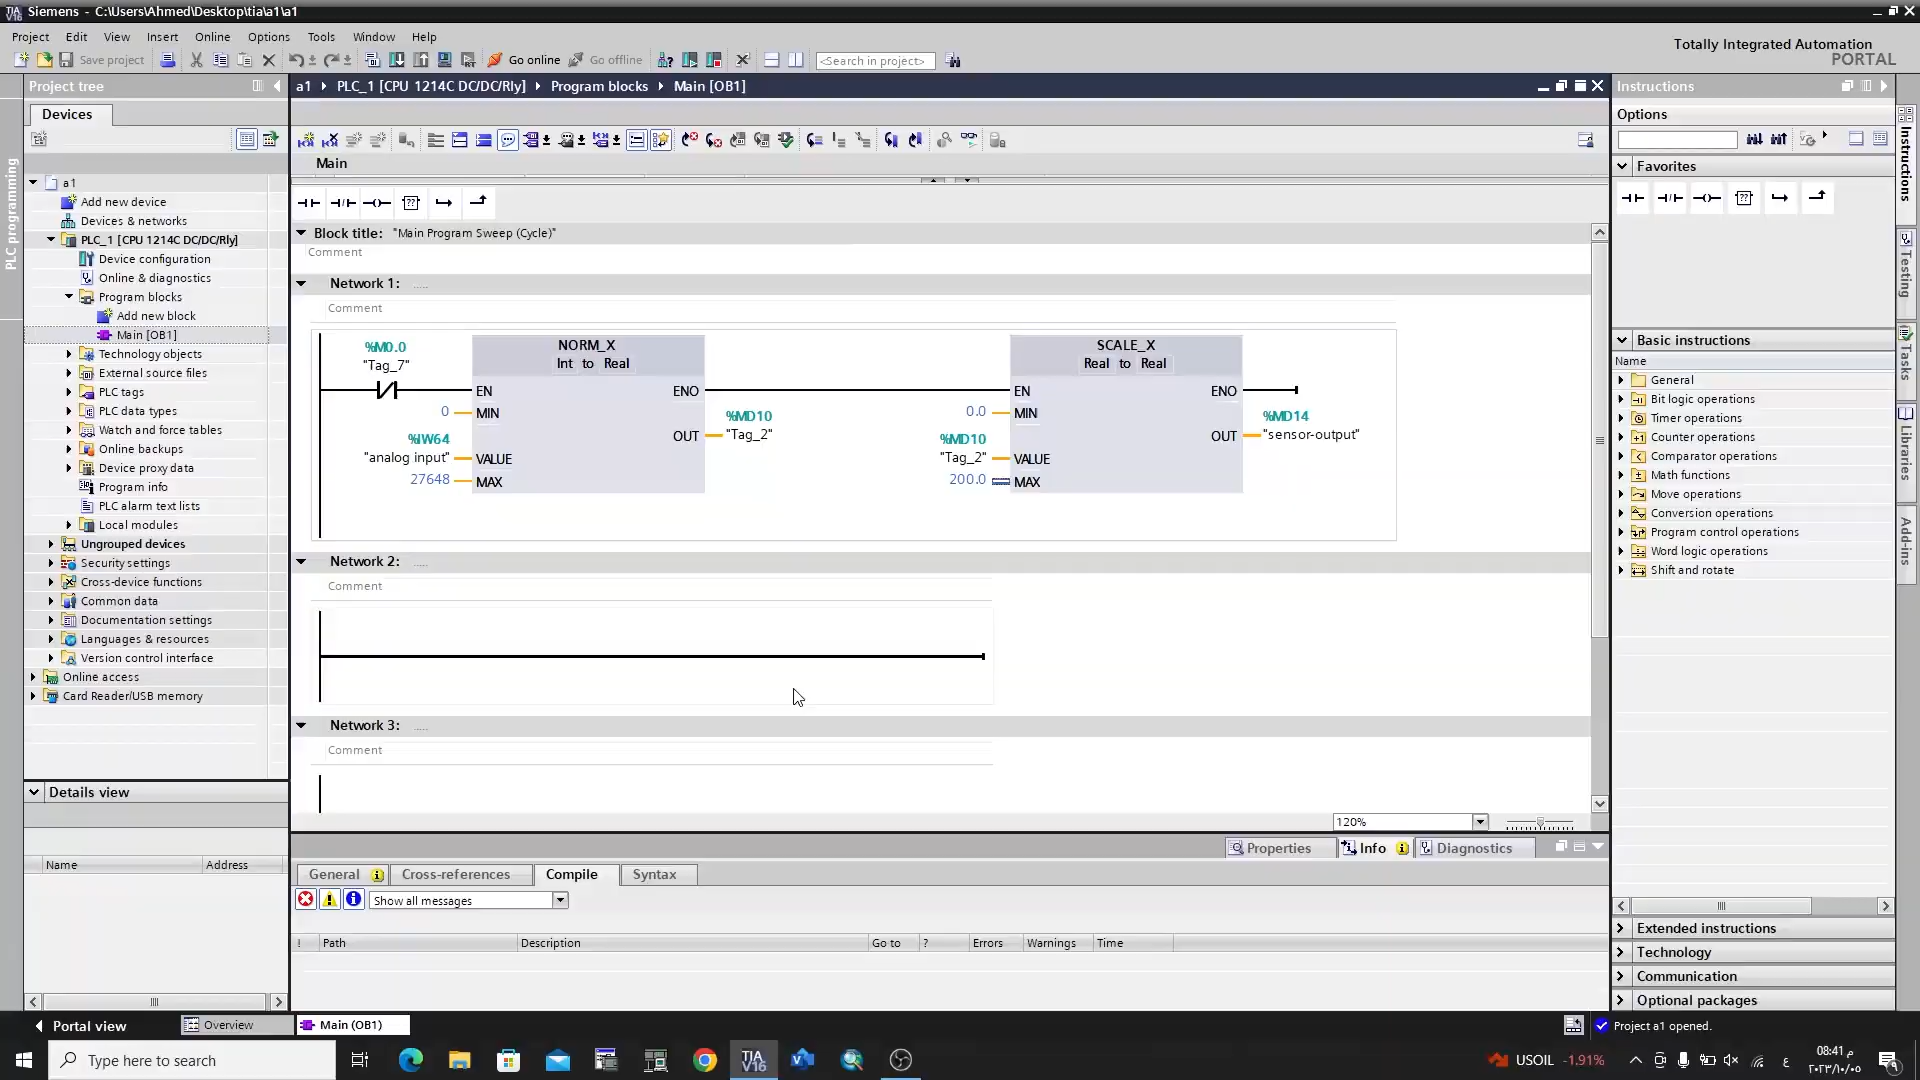 Siemens - C:\Users\Ahmed\Desktop\tia\a1\a1
Project Edit View Insert Online Options Tools Window Help
Totally Integrated Automation
PORTAL
Save project
Go online
Go offline
<Search in project>
Project tree
a1 PLC_1 [CPU 1214C DC/DC/Rly] Program blocks Main [OB1]
Instructions
Devices
Options
PLC programming
Main
Favorites
a1
Add new device
Devices & networks
PLC_1 [CPU 1214C DC/DC/Rly]
Device configuration
Online & diagnostics
Program blocks
Add new block
Main [OB1]
Technology objects
External source files
PLC tags
PLC data types
Watch and force tables
Online backups
Device proxy data
Program info
PLC alarm text lists
Local modules
Ungrouped devices
Security settings
Cross-device functions
Common data
Documentation settings
Languages & resources
Version control interface
Online access
Card Reader/USB memory
Details view
Name Address
Block title: "Main Program Sweep (Cycle)"
Comment
Network 1: .....
Comment
%M0.0
"Tag_7"
NORM_X
Int to Real
EN ENO
0 MIN
%IW64
"analog input" VALUE
27648 MAX
OUT
%MD10
"Tag_2"
SCALE_X
Real to Real
EN ENO
0.0 MIN
%MD10
"Tag_2" VALUE
200.0 MAX
OUT
%MD14
"sensor-output"
Network 2: .....
Comment
Network 3: .....
Comment
120%
Properties Info Diagnostics
General Cross-references Compile Syntax
Show all messages
! Path Description Go to ? Errors Warnings Time
Basic instructions
Name
General
Bit logic operations
Timer operations
Counter operations
Comparator operations
Math functions
Move operations
Conversion operations
Program control operations
Word logic operations
Shift and rotate
Extended instructions
Technology
Communication
Optional packages
Instructions
Testing
Tasks
Libraries
Add-ins
Portal view
Overview
Main (OB1)
Project a1 opened.
Type here to search
USOIL -1.91%
ع
08:41 م
٢٠٢٣/١٠/٠٥